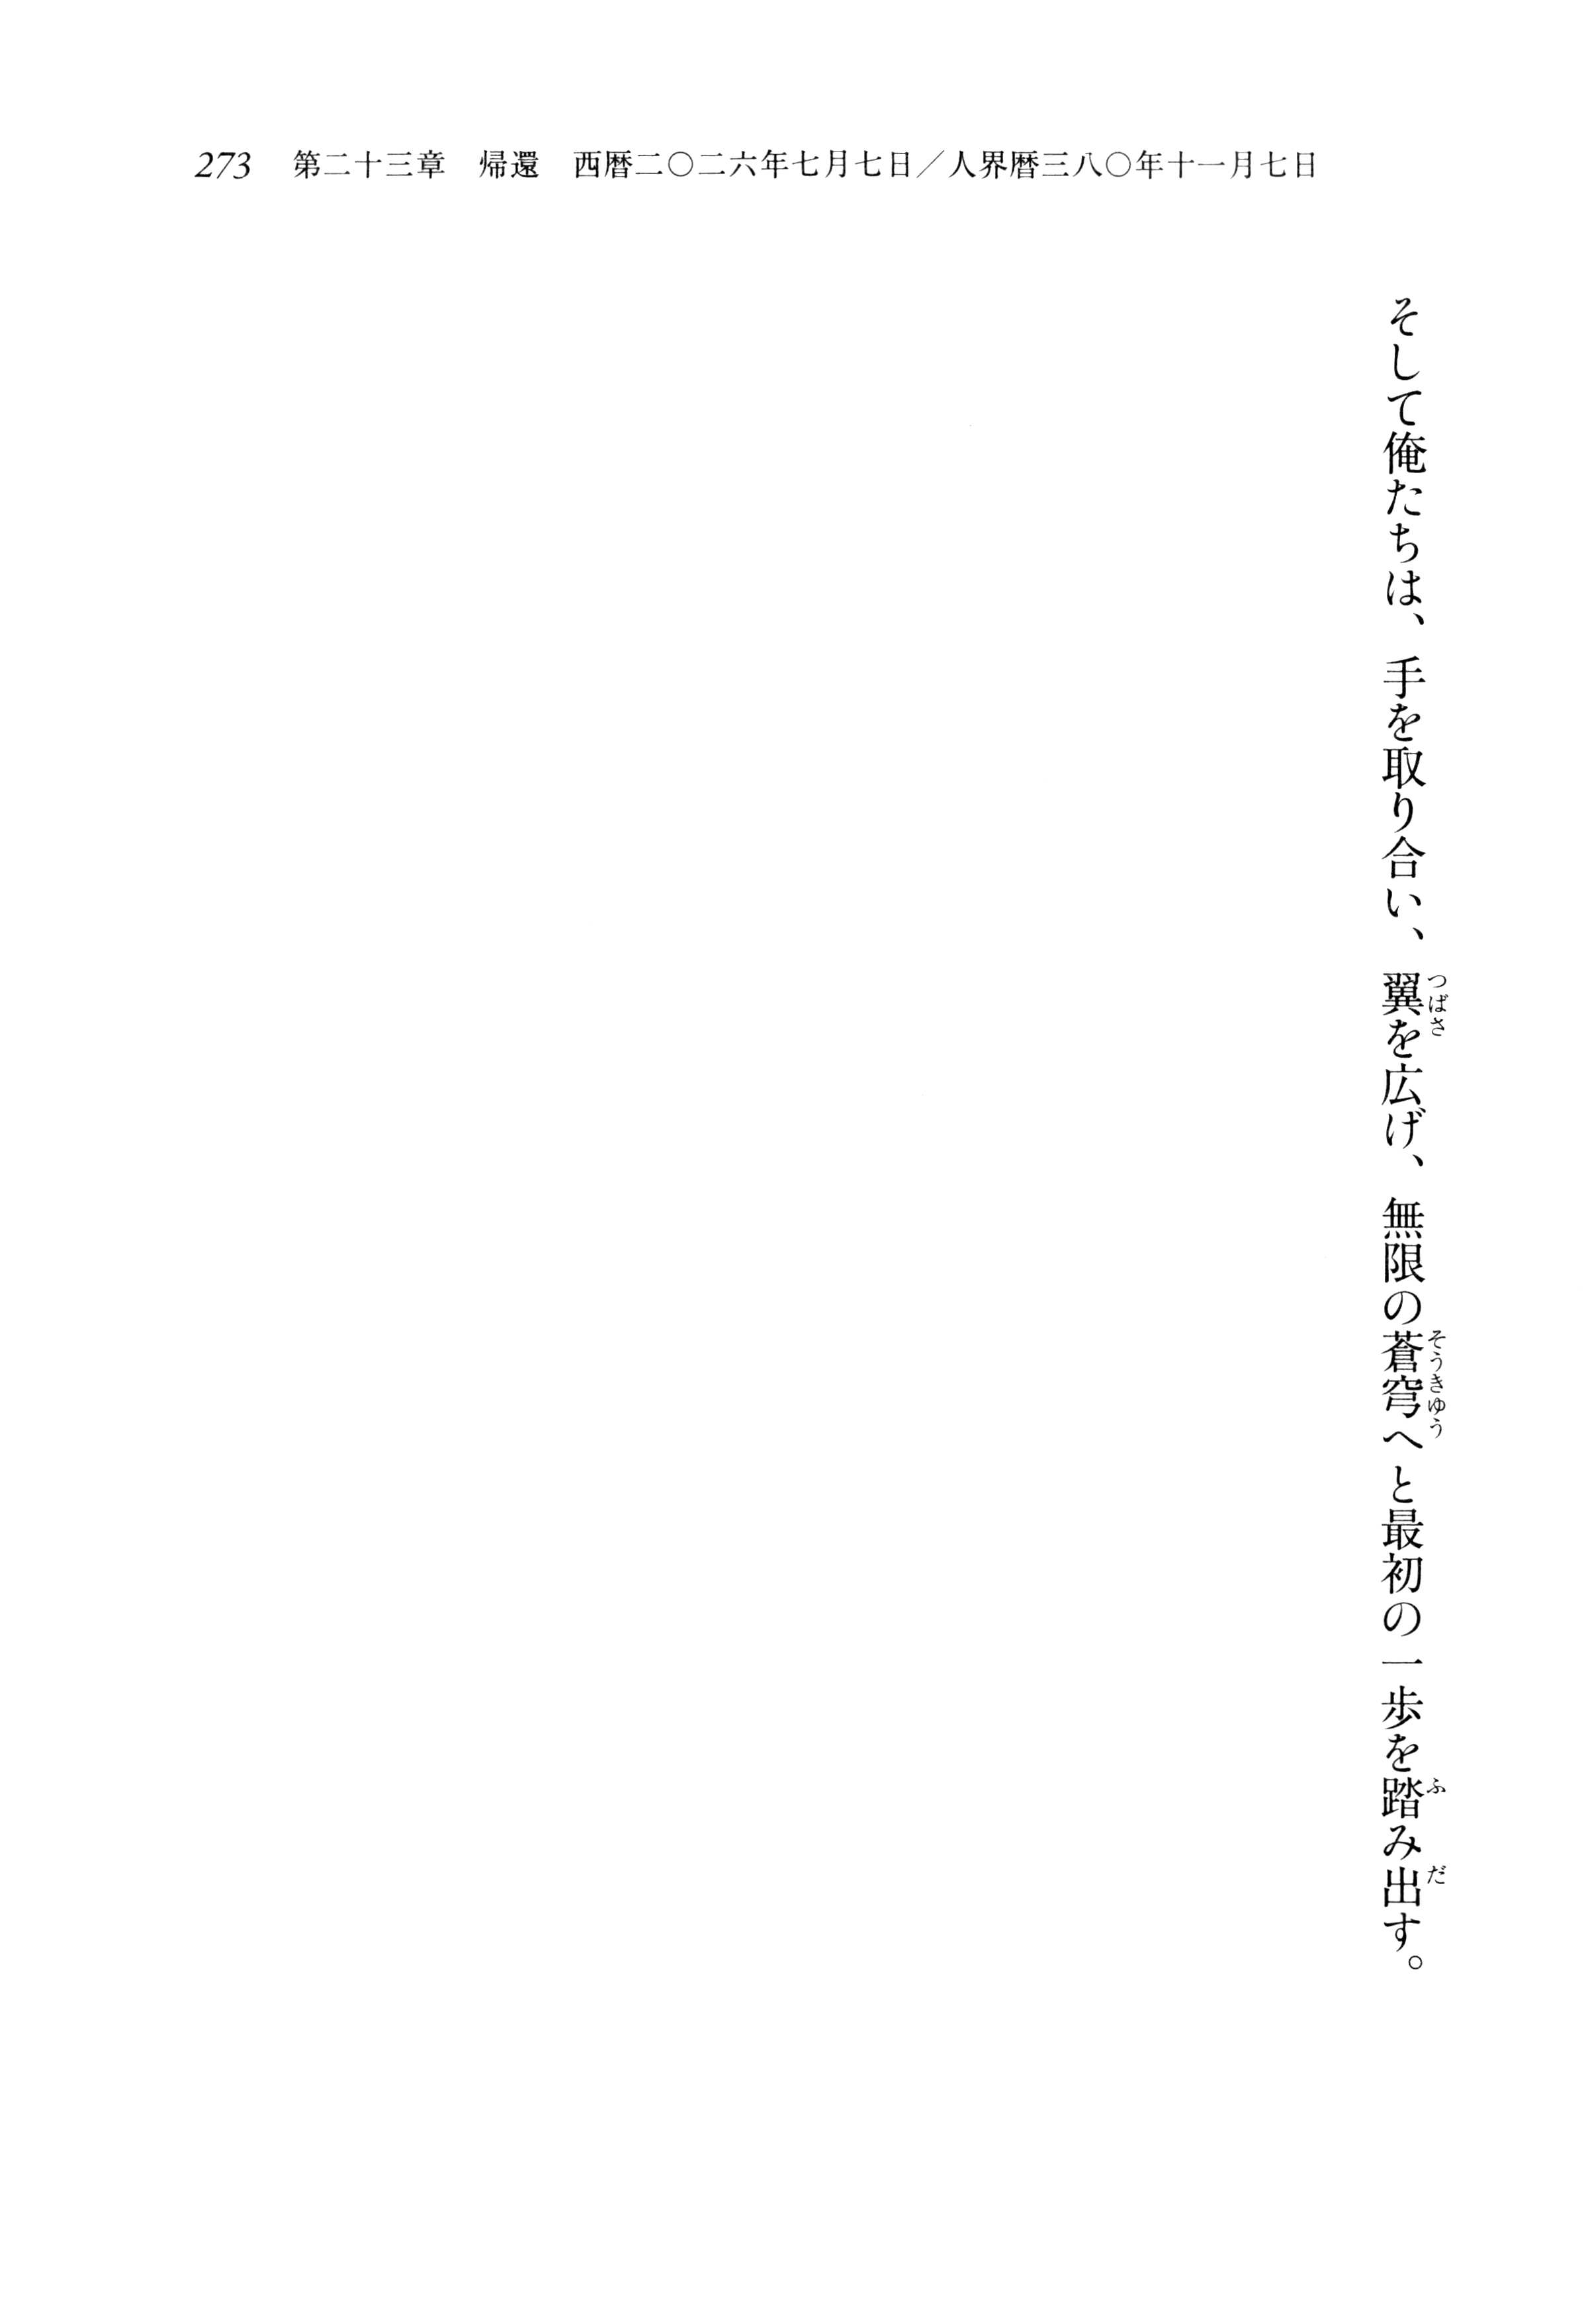 273 第二十三章 帰還 西暦二〇二六年七月七日／人界暦三八〇年十一月七日
そして俺たちは、手を取り合い、翼を広げ、無限の蒼穹へと最初の一歩を踏み出す。
つばさ
そうきゆう
ふ
だ